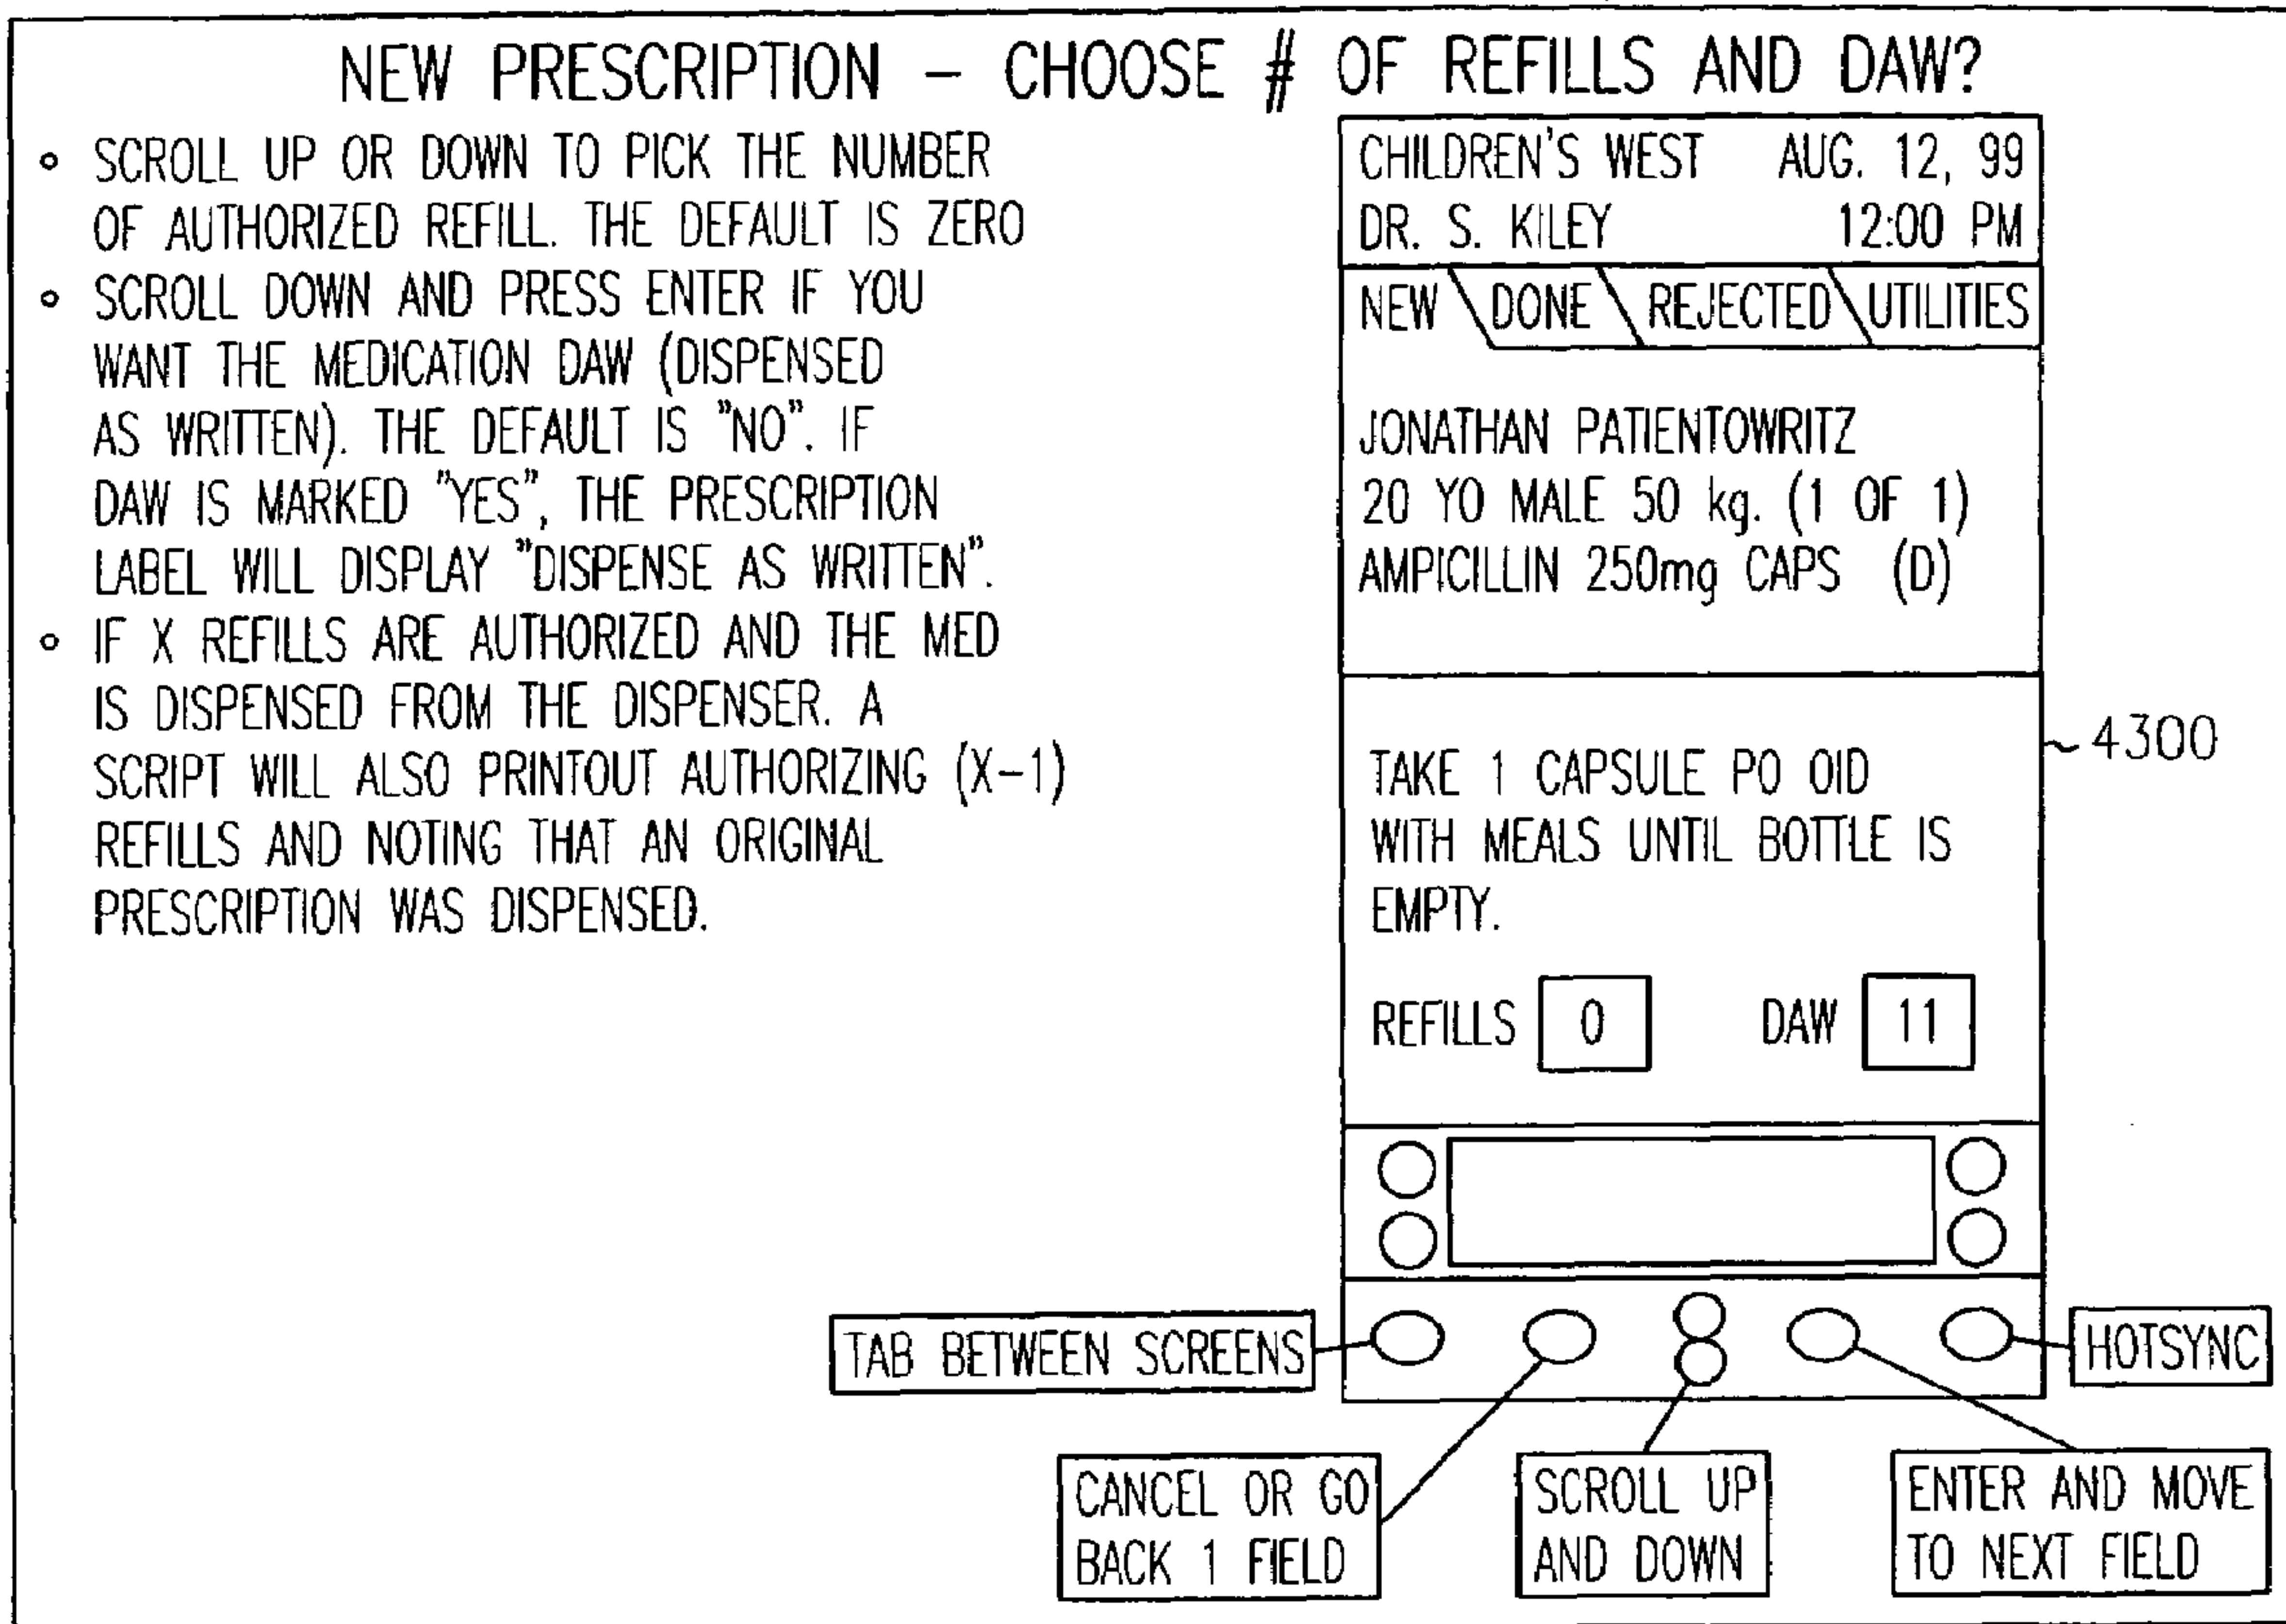 NEW PRESCRIPTION – CHOOSE # OF REFILLS AND DAW?
∘ SCROLL UP OR DOWN TO PICK THE NUMBER
OF AUTHORIZED REFILL. THE DEFAULT IS ZERO
∘ SCROLL DOWN AND PRESS ENTER IF YOU
WANT THE MEDICATION DAW (DISPENSED
AS WRITTEN). THE DEFAULT IS "NO". IF
DAW IS MARKED "YES", THE PRESCRIPTION
LABEL WILL DISPLAY "DISPENSE AS WRITTEN".
∘ IF X REFILLS ARE AUTHORIZED AND THE MED
IS DISPENSED FROM THE DISPENSER. A
SCRIPT WILL ALSO PRINTOUT AUTHORIZING (X–1)
REFILLS AND NOTING THAT AN ORIGINAL
PRESCRIPTION WAS DISPENSED.
CHILDREN'S WEST AUG. 12, 99
DR. S. KILEY 12:00 PM
NEW DONE REJECTED UTILITIES
JONATHAN PATIENTOWRITZ
20 YO MALE 50 kg. (1 OF 1)
AMPICILLIN 250mg CAPS (D)
4300
TAKE 1 CAPSULE PO OID
WITH MEALS UNTIL BOTTLE IS
EMPTY.
REFILLS 0 DAW 11
TAB BETWEEN SCREENS
HOTSYNC
CANCEL OR GO
BACK 1 FIELD
SCROLL UP
AND DOWN
ENTER AND MOVE
TO NEXT FIELD